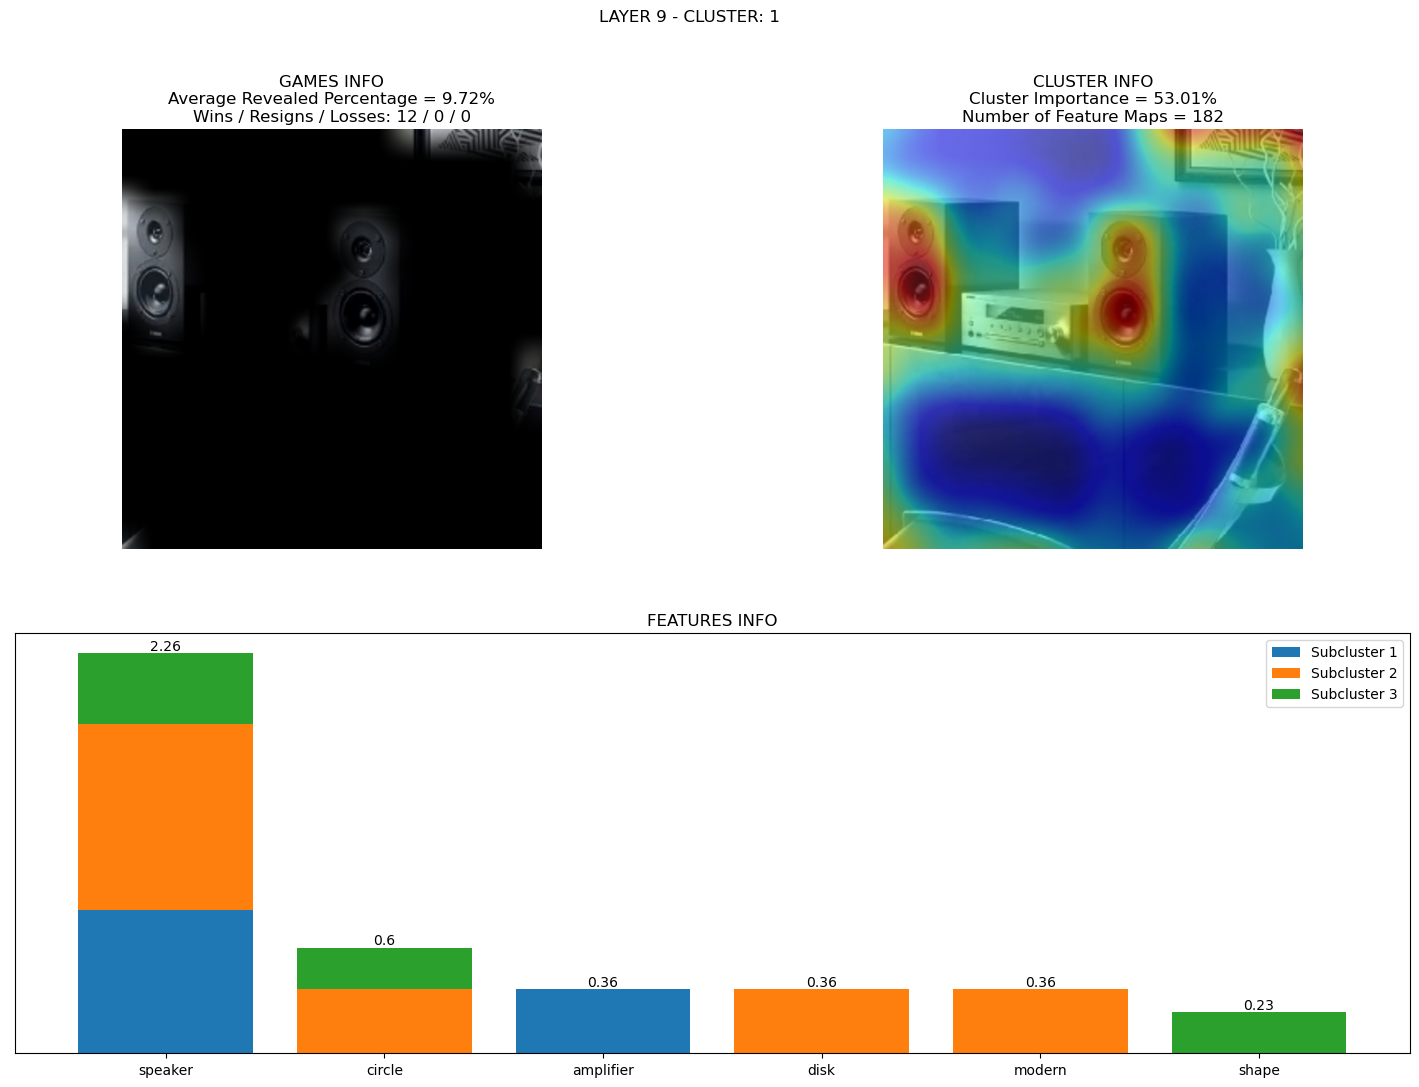 LAYER 9 - CLUSTER: 1
GAMES INFO
Average Revealed Percentage = 9.72%
Wins / Resigns / Losses: 12 / 0 / 0
CLUSTER INFO
Cluster Importance = 53.01%
Number of Feature Maps = 182
FEATURES INFO
Subcluster 1
Subcluster 2
Subcluster 3
2.26
0.6
0.36
0.36
0.36
0.23
speaker
circle
amplifier
disk
modern
shape